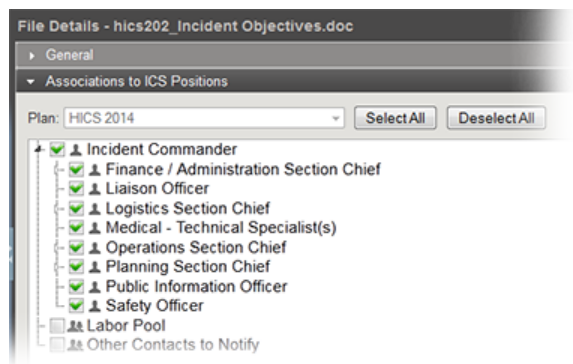 File Details - hics202_Incident Objectives.doc
General
Associations to ICS Positions
Plan: HICS 2014 Select All Deselect All
Incident Commander
Finance / Administration Section Chief
Liaison Officer
Logistics Section Chief
Medical - Technical Specialist(s)
Operations Section Chief
Planning Section Chief
Public Information Officer
Safety Officer
Labor Pool
Other Contacts to Notify